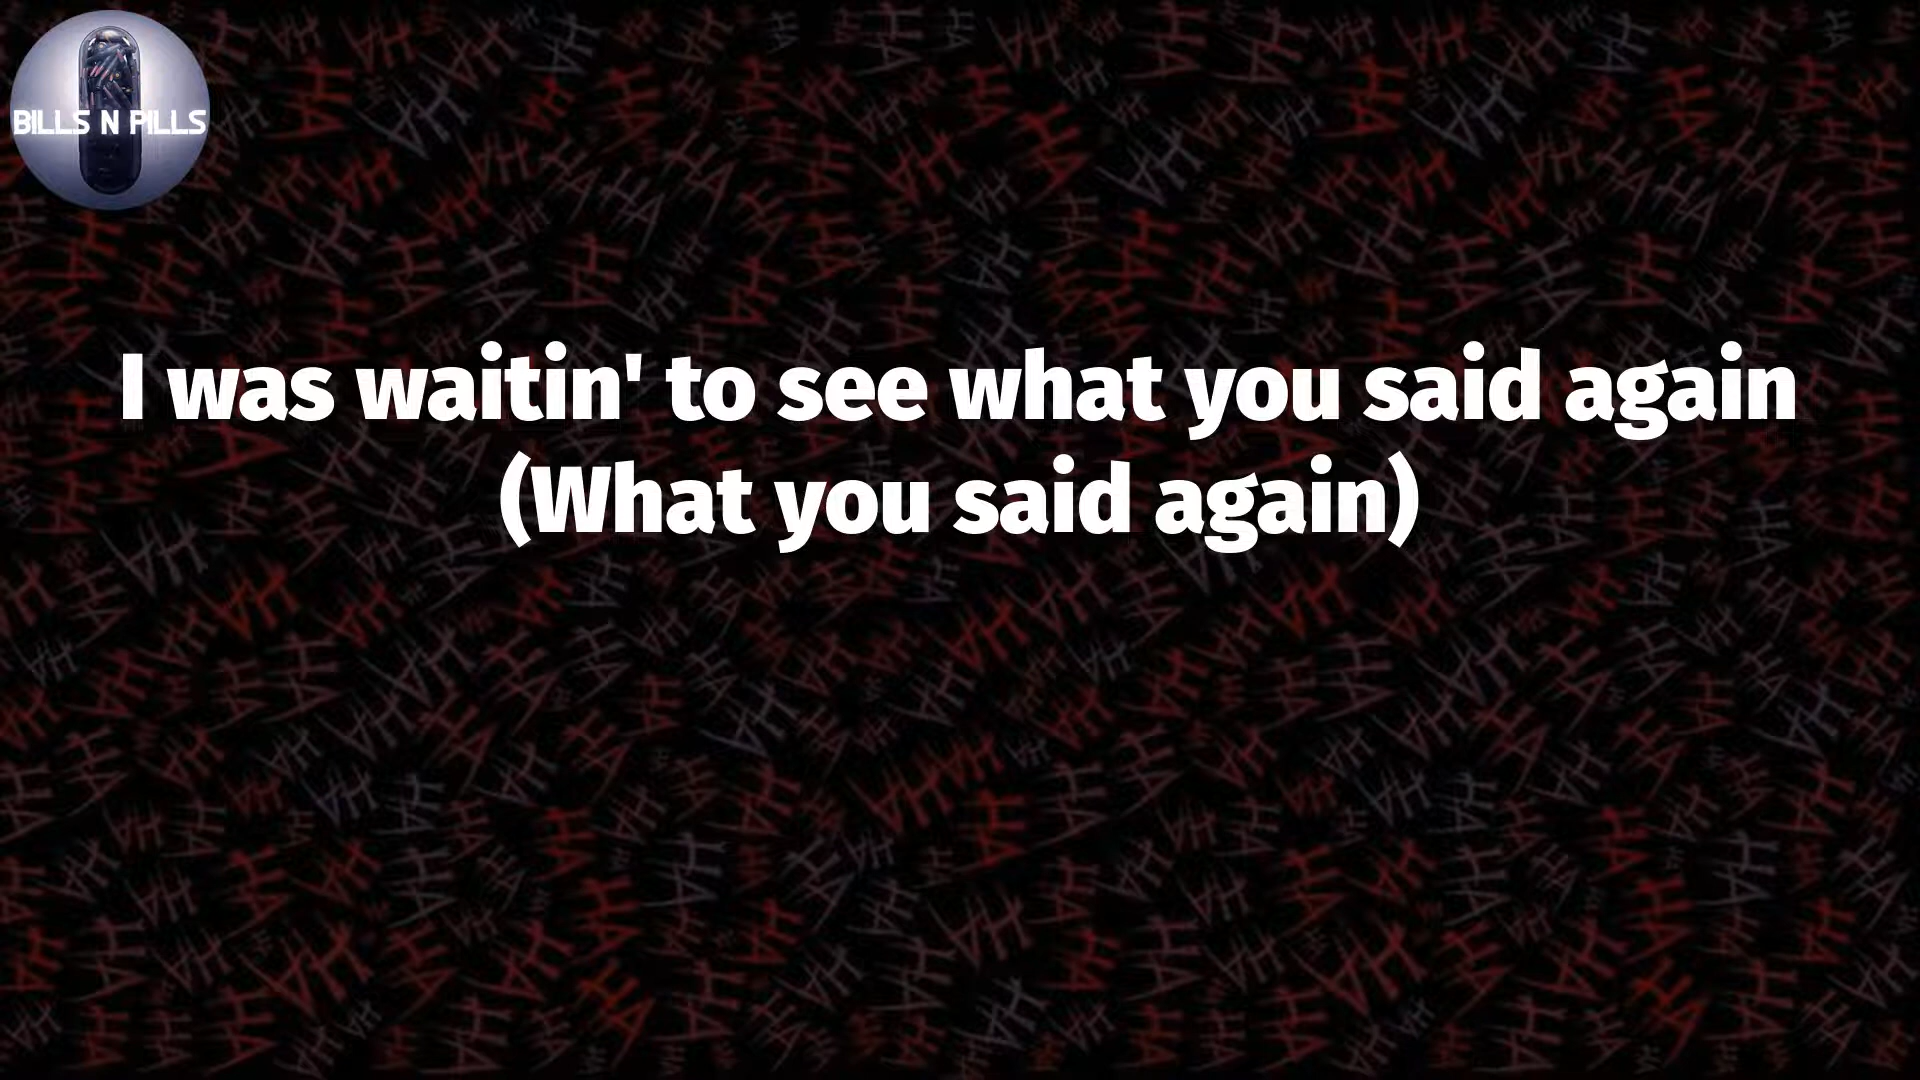 BILLS N PILLS
I was waitin' to see what you said again
(What you said again)